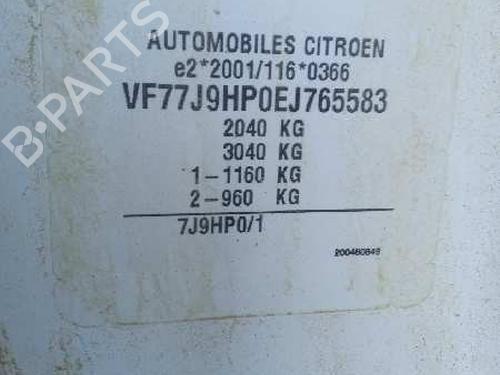 B-PARTS
AUTOMOBILES CITROEN
e2*2001/116*0366
VF77J9HP0EJ765583
2040 KG
3040 KG
1-1160 KG
2-960 KG
7J9HP0/1